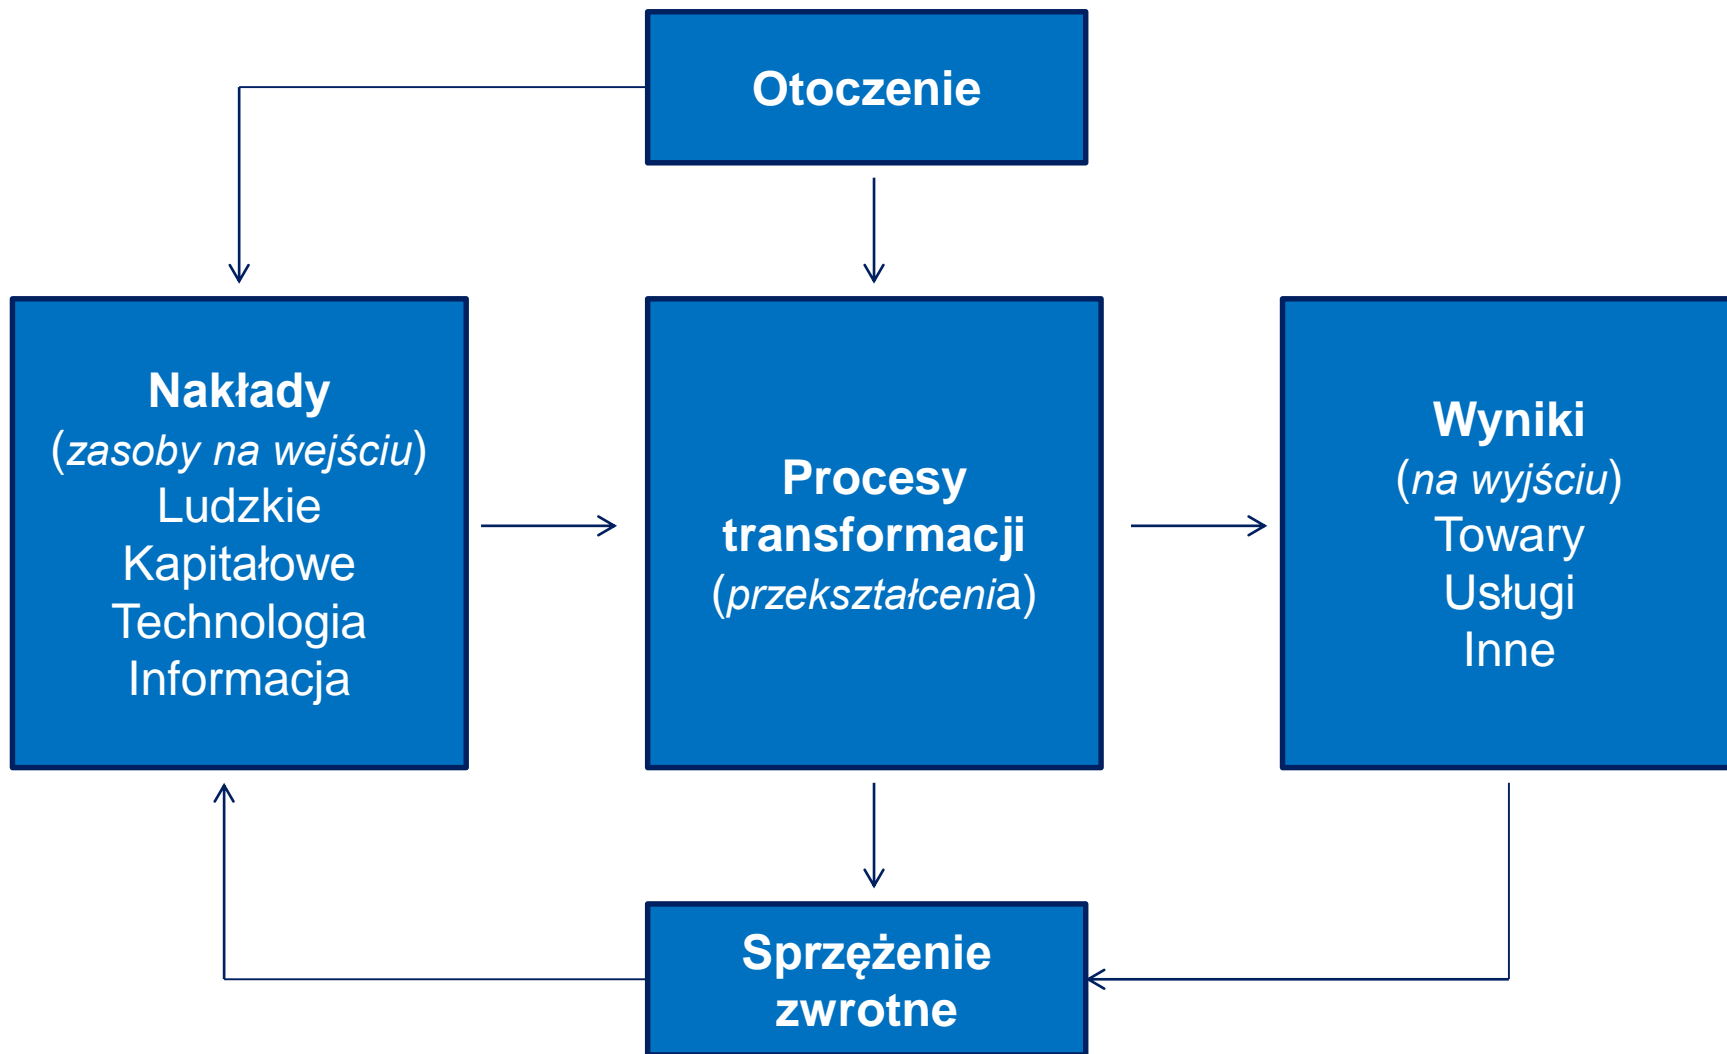 Otoczenie
Nakłady
(zasoby na wejściu)
Ludzkie
Kapitałowe
Technologia
Informacja
Procesy
transformacji
(przekształcenia)
Wyniki
(na wyjściu)
Towary
Usługi
Inne
Sprzężenie
zwrotne